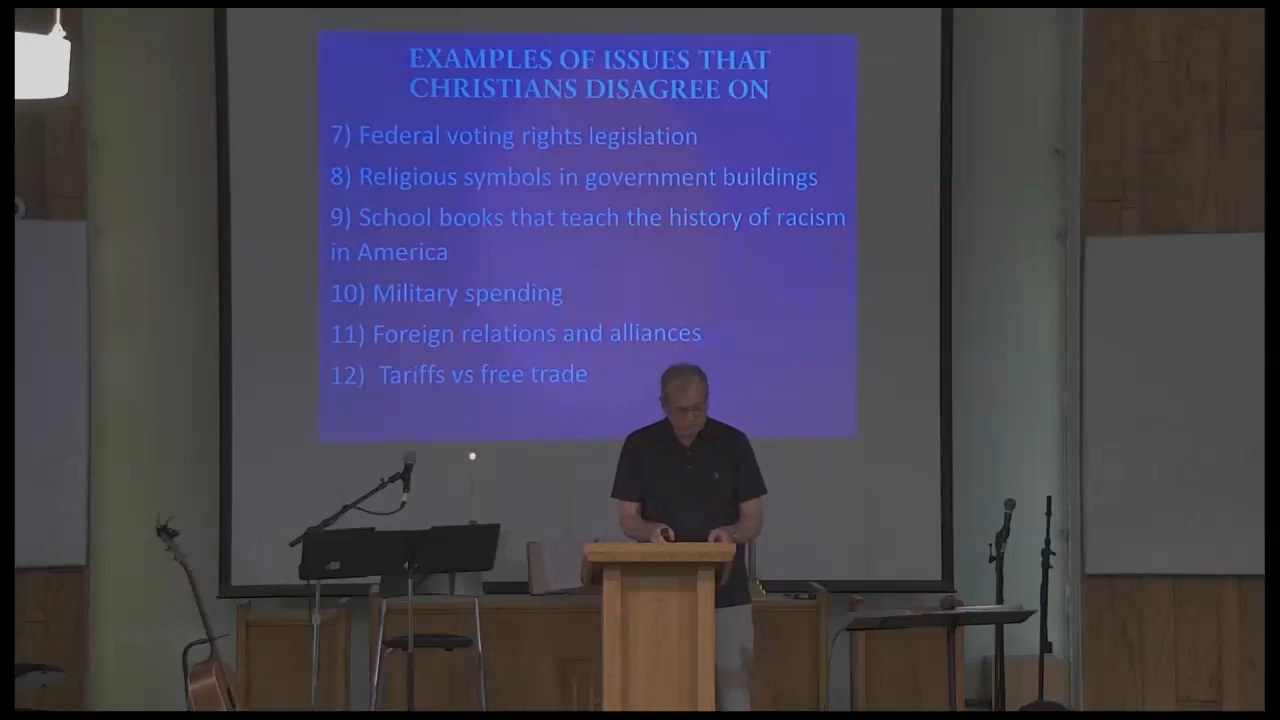 EXAMPLES OF ISSUES THAT
CHRISTIANS DISAGREE ON
7) Federal voting rights legislation
8) Religious symbols in government buildings
9) School books that teach the history of racism
in America
10) Military spending
11) Foreign relations and alliances
12) Tariffs vs free trade